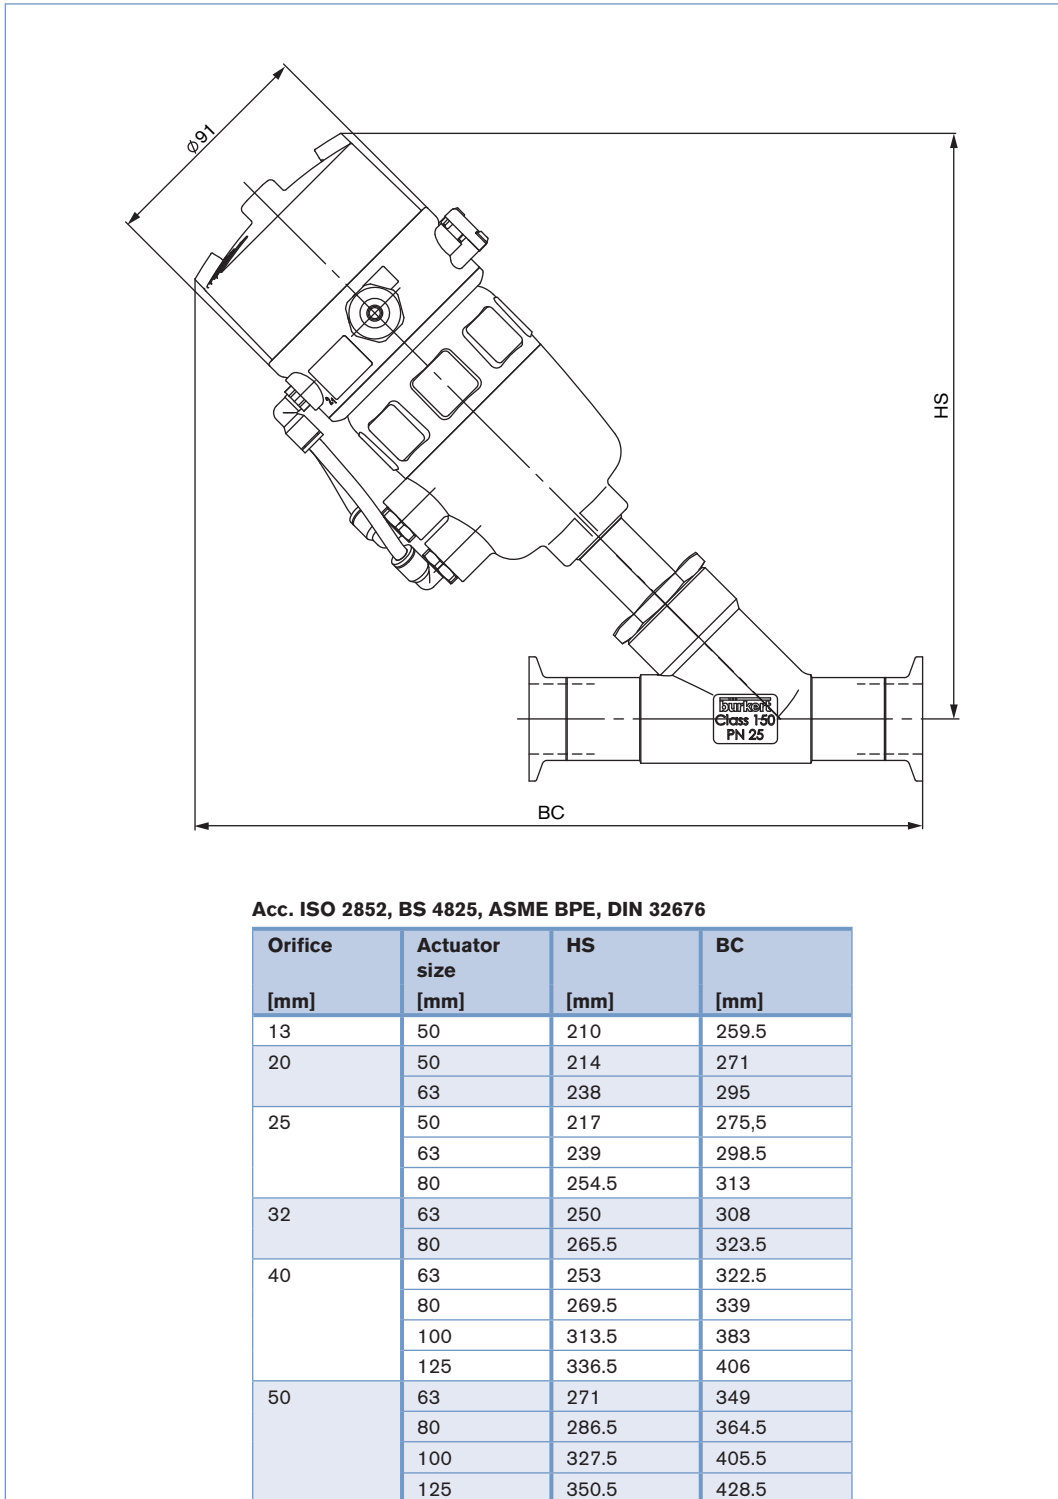 ϕ91
HS
bürkert
Class 150
PN 25
BC
Acc. ISO 2852, BS 4825, ASME BPE, DIN 32676
Orifice Actuator size HS BC
[mm] [mm] [mm] [mm]
13 50 210 259.5
20 50 214 271
63 238 295
25 50 217 275,5
63 239 298.5
80 254.5 313
32 63 250 308
80 265.5 323.5
40 63 253 322.5
80 269.5 339
100 313.5 383
125 336.5 406
50 63 271 349
80 286.5 364.5
100 327.5 405.5
125 350.5 428.5